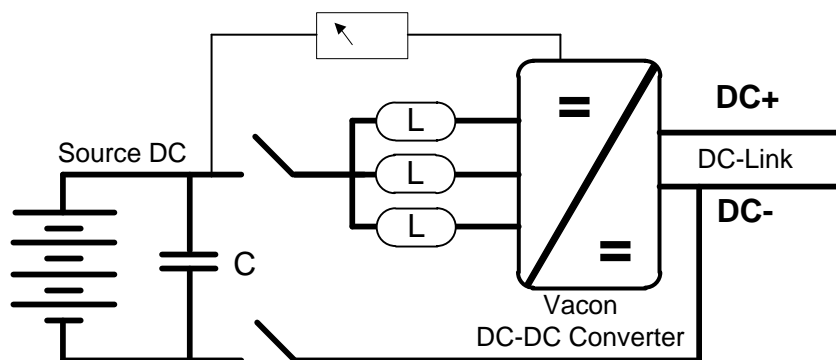 DC+
Source DC
L
DC-Link
L
DC-
L
C
Vacon
DC-DC Converter